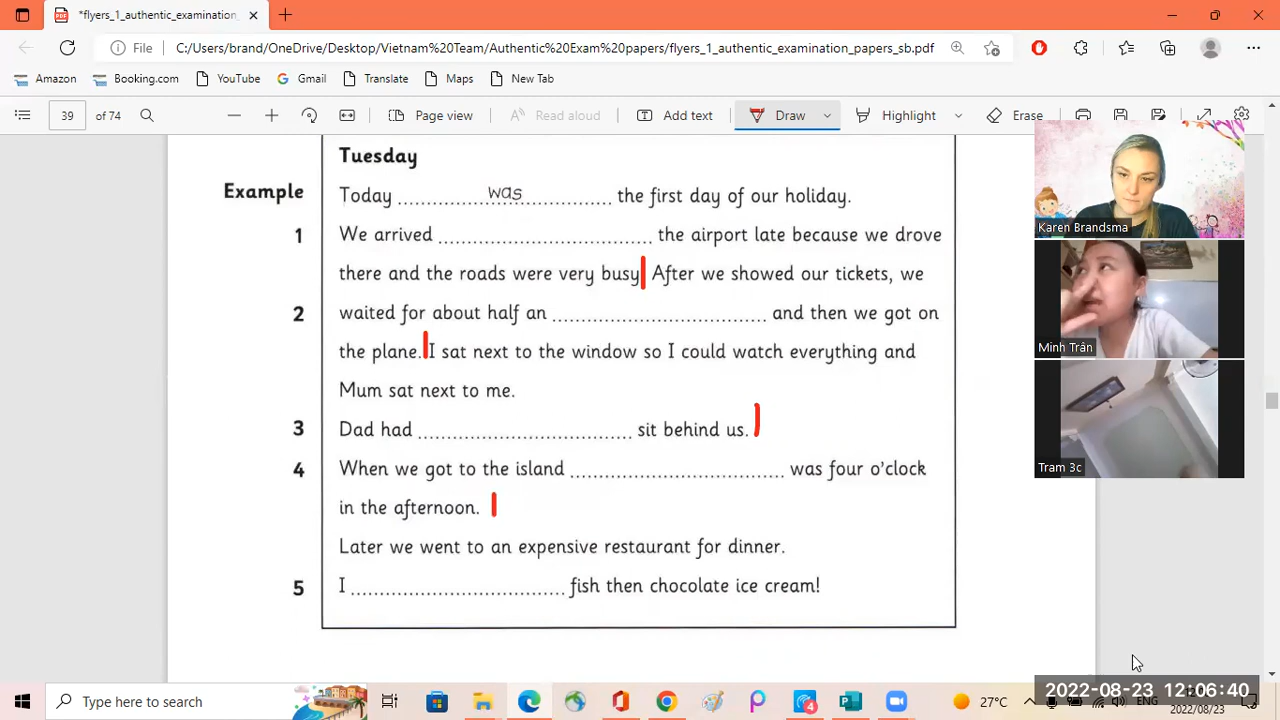 *flyers_1_authentic_examination_
File
C:/Users/brand/OneDrive/Desktop/Vietnam%20Team/Authentic%20Exam%20papers/flyers_1_authentic_examination_papers_sb.pdf
Amazon
Booking.com
YouTube
Gmail
Translate
Maps
New Tab
39 of 74
Page view
Read aloud
Add text
Draw
Highlight
Erase
Tuesday
Example
Today ........was........ the first day of our holiday.
1 We arrived ................ the airport late because we drove
there and the roads were very busy. After we showed our tickets, we
2 waited for about half an ................ and then we got on
the plane. I sat next to the window so I could watch everything and
Mum sat next to me.
3 Dad had ................ sit behind us.
4 When we got to the island ................ was four o'clock
in the afternoon.
Later we went to an expensive restaurant for dinner.
5 I ................ fish then chocolate ice cream!
Karen Brandsma
Minh Trân
Tram 3c
Type here to search
4
27°C
ENG
2022-08-23 12:06:40
2022/08/23